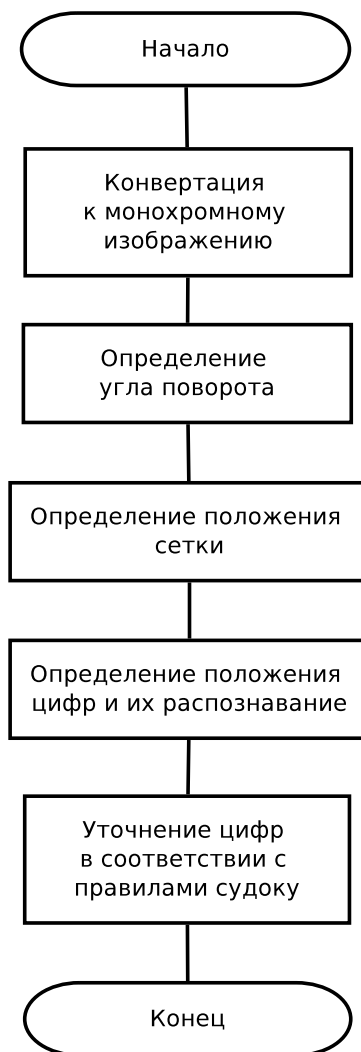 Начало
Конвертация
к монохромному
изображению
Определение
угла поворота
Определение положения
сетки
Определение положения
цифр и их распознавание
Уточнение цифр
в соответствии с
правилами судоку
Конец